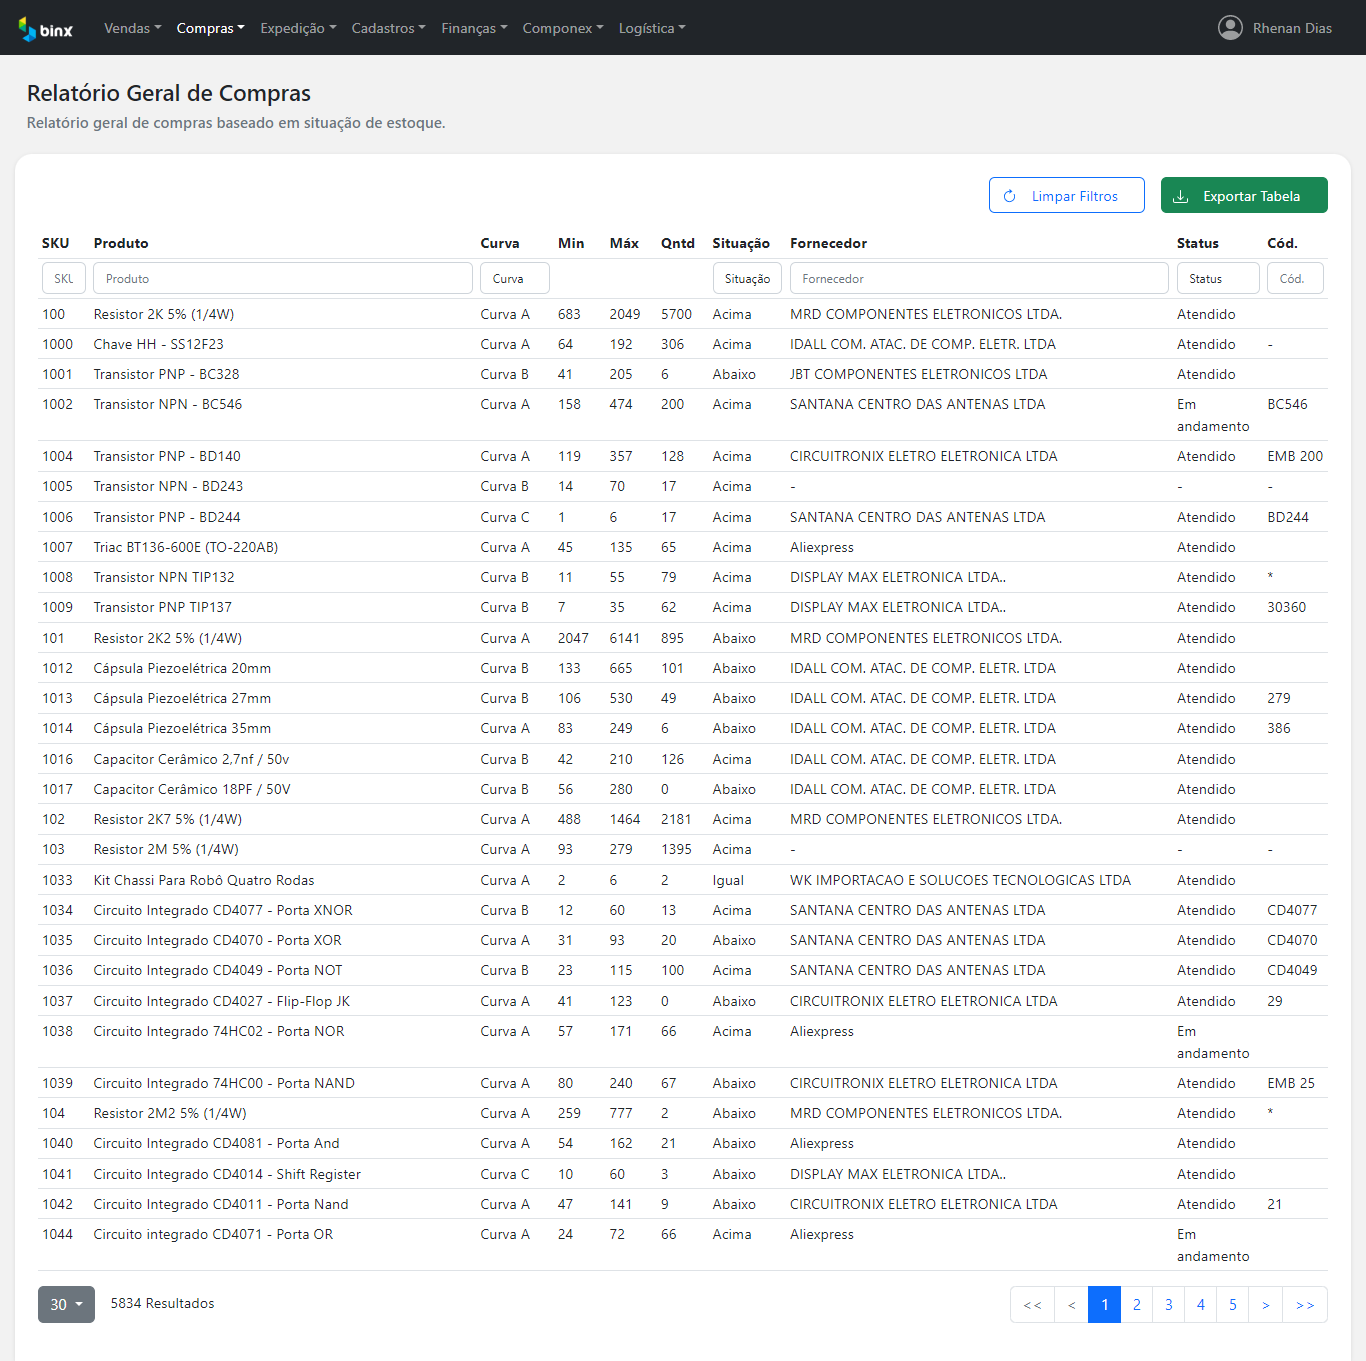 binx Vendas Compras Expedição Cadastros Finanças Componex Logística Rhenan Dias
Relatório Geral de Compras
Relatório geral de compras baseado em situação de estoque.
Limpar Filtros Exportar Tabela
SKU Produto Curva Min Máx Qntd Situação Fornecedor Status Cód.
SKU Produto Curva Situação Fornecedor Status Cód.
100 Resistor 2K 5% (1/4W) Curva A 683 2049 5700 Acima MRD COMPONENTES ELETRONICOS LTDA. Atendido
1000 Chave HH - SS12F23 Curva A 64 192 306 Acima IDALL COM. ATAC. DE COMP. ELETR. LTDA Atendido -
1001 Transistor PNP - BC328 Curva B 41 205 6 Abaixo JBT COMPONENTES ELETRONICOS LTDA Atendido
1002 Transistor NPN - BC546 Curva A 158 474 200 Acima SANTANA CENTRO DAS ANTENAS LTDA Em BC546
andamento
1004 Transistor PNP - BD140 Curva A 119 357 128 Acima CIRCUITRONIX ELETRO ELETRONICA LTDA Atendido EMB 200
1005 Transistor NPN - BD243 Curva B 14 70 17 Acima - - -
1006 Transistor PNP - BD244 Curva C 1 6 17 Acima SANTANA CENTRO DAS ANTENAS LTDA Atendido BD244
1007 Triac BT136-600E (TO-220AB) Curva A 45 135 65 Acima Aliexpress Atendido
1008 Transistor NPN TIP132 Curva B 11 55 79 Acima DISPLAY MAX ELETRONICA LTDA.. Atendido *
1009 Transistor PNP TIP137 Curva B 7 35 62 Acima DISPLAY MAX ELETRONICA LTDA.. Atendido 30360
101 Resistor 2K2 5% (1/4W) Curva A 2047 6141 895 Abaixo MRD COMPONENTES ELETRONICOS LTDA. Atendido
1012 Cápsula Piezoelétrica 20mm Curva B 133 665 101 Abaixo IDALL COM. ATAC. DE COMP. ELETR. LTDA Atendido
1013 Cápsula Piezoelétrica 27mm Curva B 106 530 49 Abaixo IDALL COM. ATAC. DE COMP. ELETR. LTDA Atendido 279
1014 Cápsula Piezoelétrica 35mm Curva A 83 249 6 Abaixo IDALL COM. ATAC. DE COMP. ELETR. LTDA Atendido 386
1016 Capacitor Cerâmico 2,7nf / 50v Curva B 42 210 126 Acima IDALL COM. ATAC. DE COMP. ELETR. LTDA Atendido
1017 Capacitor Cerâmico 18PF / 50V Curva B 56 280 0 Abaixo IDALL COM. ATAC. DE COMP. ELETR. LTDA Atendido
102 Resistor 2K7 5% (1/4W) Curva A 488 1464 2181 Acima MRD COMPONENTES ELETRONICOS LTDA. Atendido
103 Resistor 2M 5% (1/4W) Curva A 93 279 1395 Acima - - -
1033 Kit Chassi Para Robô Quatro Rodas Curva A 2 6 2 Igual WK IMPORTACAO E SOLUCOES TECNOLOGICAS LTDA Atendido
1034 Circuito Integrado CD4077 - Porta XNOR Curva B 12 60 13 Acima SANTANA CENTRO DAS ANTENAS LTDA Atendido CD4077
1035 Circuito Integrado CD4070 - Porta XOR Curva A 31 93 20 Abaixo SANTANA CENTRO DAS ANTENAS LTDA Atendido CD4070
1036 Circuito Integrado CD4049 - Porta NOT Curva B 23 115 100 Acima SANTANA CENTRO DAS ANTENAS LTDA Atendido CD4049
1037 Circuito Integrado CD4027 - Flip-Flop JK Curva A 41 123 0 Abaixo CIRCUITRONIX ELETRO ELETRONICA LTDA Atendido 29
1038 Circuito Integrado 74HC02 - Porta NOR Curva A 57 171 66 Acima Aliexpress Em
andamento
1039 Circuito Integrado 74HC00 - Porta NAND Curva A 80 240 67 Abaixo CIRCUITRONIX ELETRO ELETRONICA LTDA Atendido EMB 25
104 Resistor 2M2 5% (1/4W) Curva A 259 777 2 Abaixo MRD COMPONENTES ELETRONICOS LTDA. Atendido *
1040 Circuito Integrado CD4081 - Porta And Curva A 54 162 21 Abaixo Aliexpress Atendido
1041 Circuito Integrado CD4014 - Shift Register Curva C 10 60 3 Abaixo DISPLAY MAX ELETRONICA LTDA.. Atendido
1042 Circuito Integrado CD4011 - Porta Nand Curva A 47 141 9 Abaixo CIRCUITRONIX ELETRO ELETRONICA LTDA Atendido 21
1044 Circuito integrado CD4071 - Porta OR Curva A 24 72 66 Acima Aliexpress Em
andamento
30 5834 Resultados << < 1 2 3 4 5 > >>